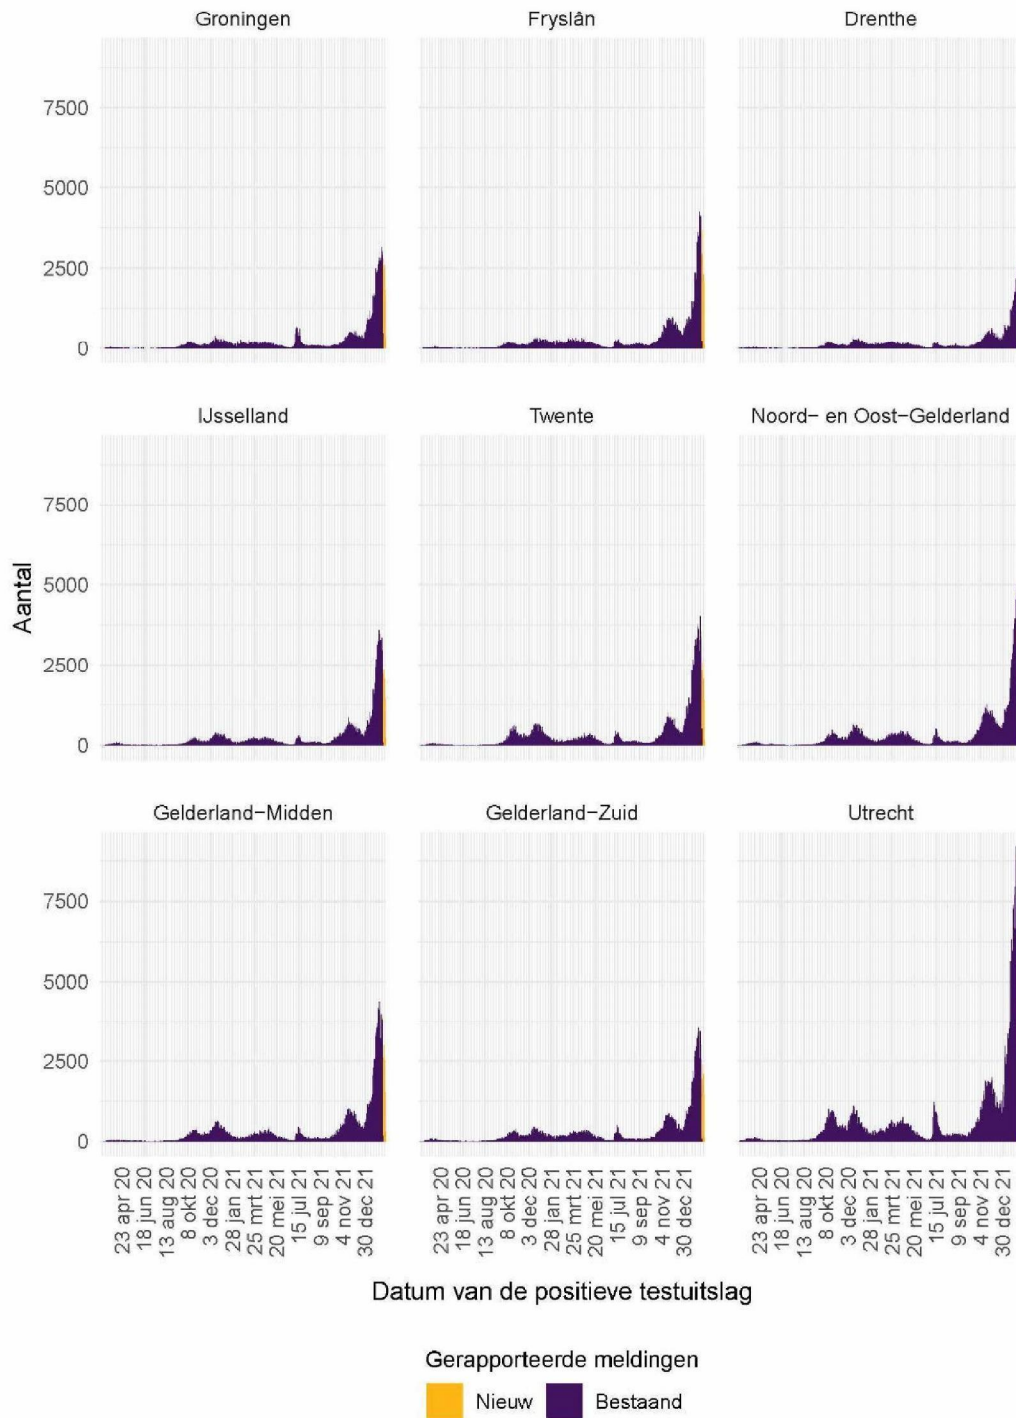 Groningen Fryslân Drenthe
7500
5000
2500
0
IJsselland Twente Noord- en Oost-Gelderland
7500
5000
2500
0
Aantal
Gelderland-Midden Gelderland-Zuid Utrecht
7500
5000
2500
0
23 apr 20
18 jun 20
13 aug 20
8 okt 20
3 dec 20
28 jan 21
25 mrt 21
20 mei 21
15 jul 21
9 sep 21
4 nov 21
30 dec 21
23 apr 20
18 jun 20
13 aug 20
8 okt 20
3 dec 20
28 jan 21
25 mrt 21
20 mei 21
15 jul 21
9 sep 21
4 nov 21
30 dec 21
23 apr 20
18 jun 20
13 aug 20
8 okt 20
3 dec 20
28 jan 21
25 mrt 21
20 mei 21
15 jul 21
9 sep 21
4 nov 21
30 dec 21
Datum van de positieve testuitslag
Gerapporteerde meldingen
Nieuw Bestaand